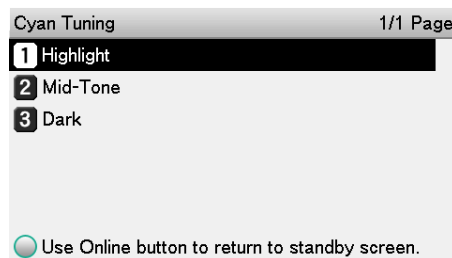 Cyan Tuning 1/1 Page
1 Highlight
2 Mid-Tone
3 Dark
Use Online button to return to standby screen.